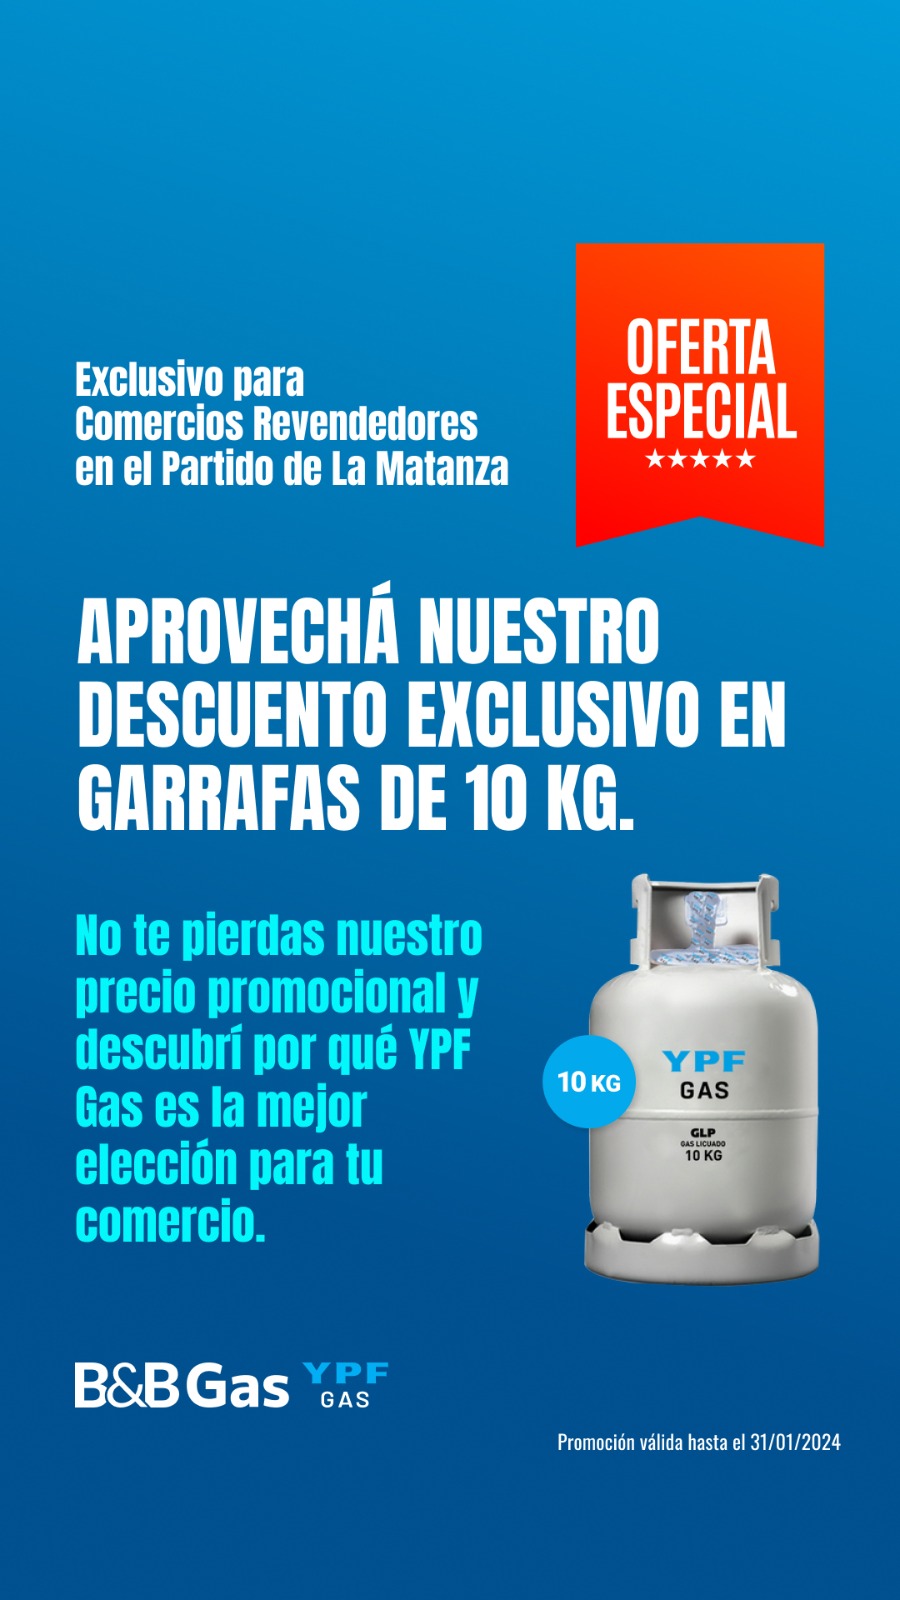 OFERTA
ESPECIAL
Exclusivo para
Comercios Revendedores
en el Partido de La Matanza
APROVECHÁ NUESTRO
DESCUENTO EXCLUSIVO EN
GARRAFAS DE 10 KG.
No te pierdas nuestro
precio promocional y
descubrí por qué YPF
Gas es la mejor
elección para tu
comercio.
10 KG
YPF
GAS
GLP
GAS LICUADO
10 KG
B&B Gas YPF
GAS
Promoción válida hasta el 31/01/2024